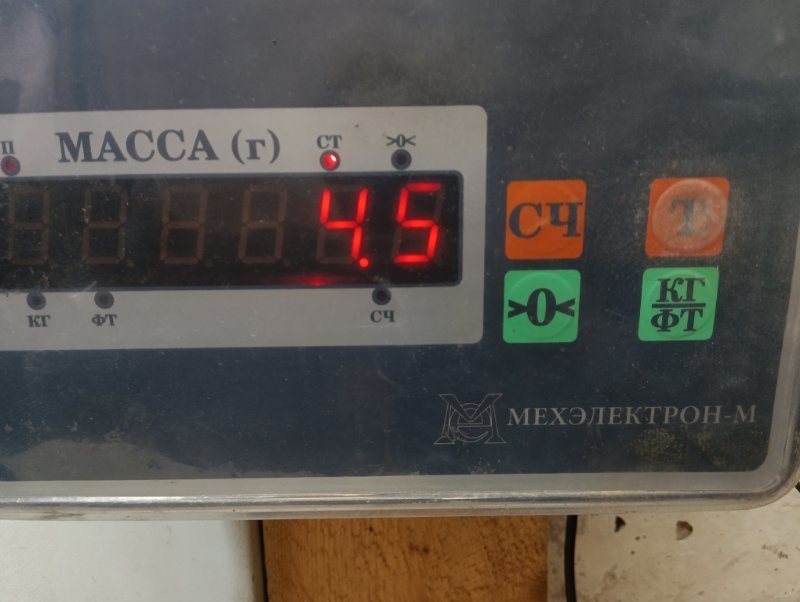 П
МАССА (г)
СТ
>0<
4.5
КГ
ФТ
СЧ
СЧ
Т
>0<
КГ
ФТ
МЕХЭЛЕКТРОН-М